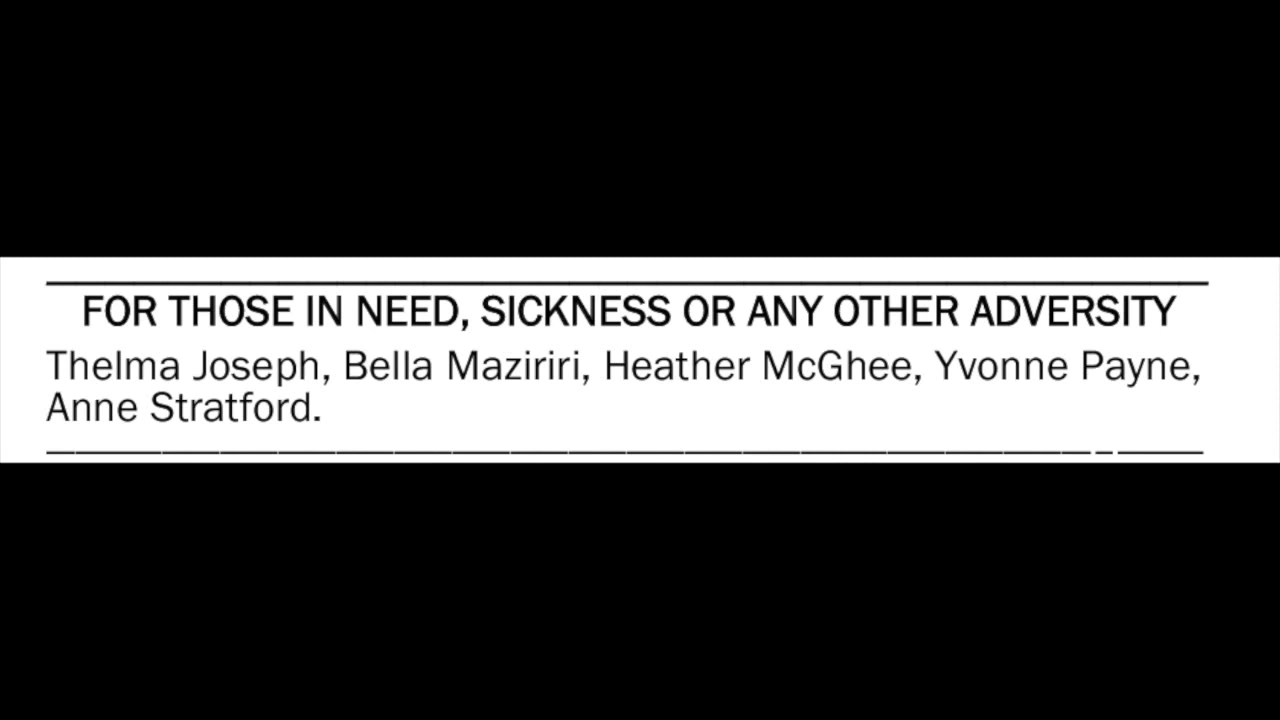 FOR THOSE IN NEED, SICKNESS OR ANY OTHER ADVERSITY
Thelma Joseph, Bella Maziriri, Heather McGhee, Yvonne Payne,
Anne Stratford.